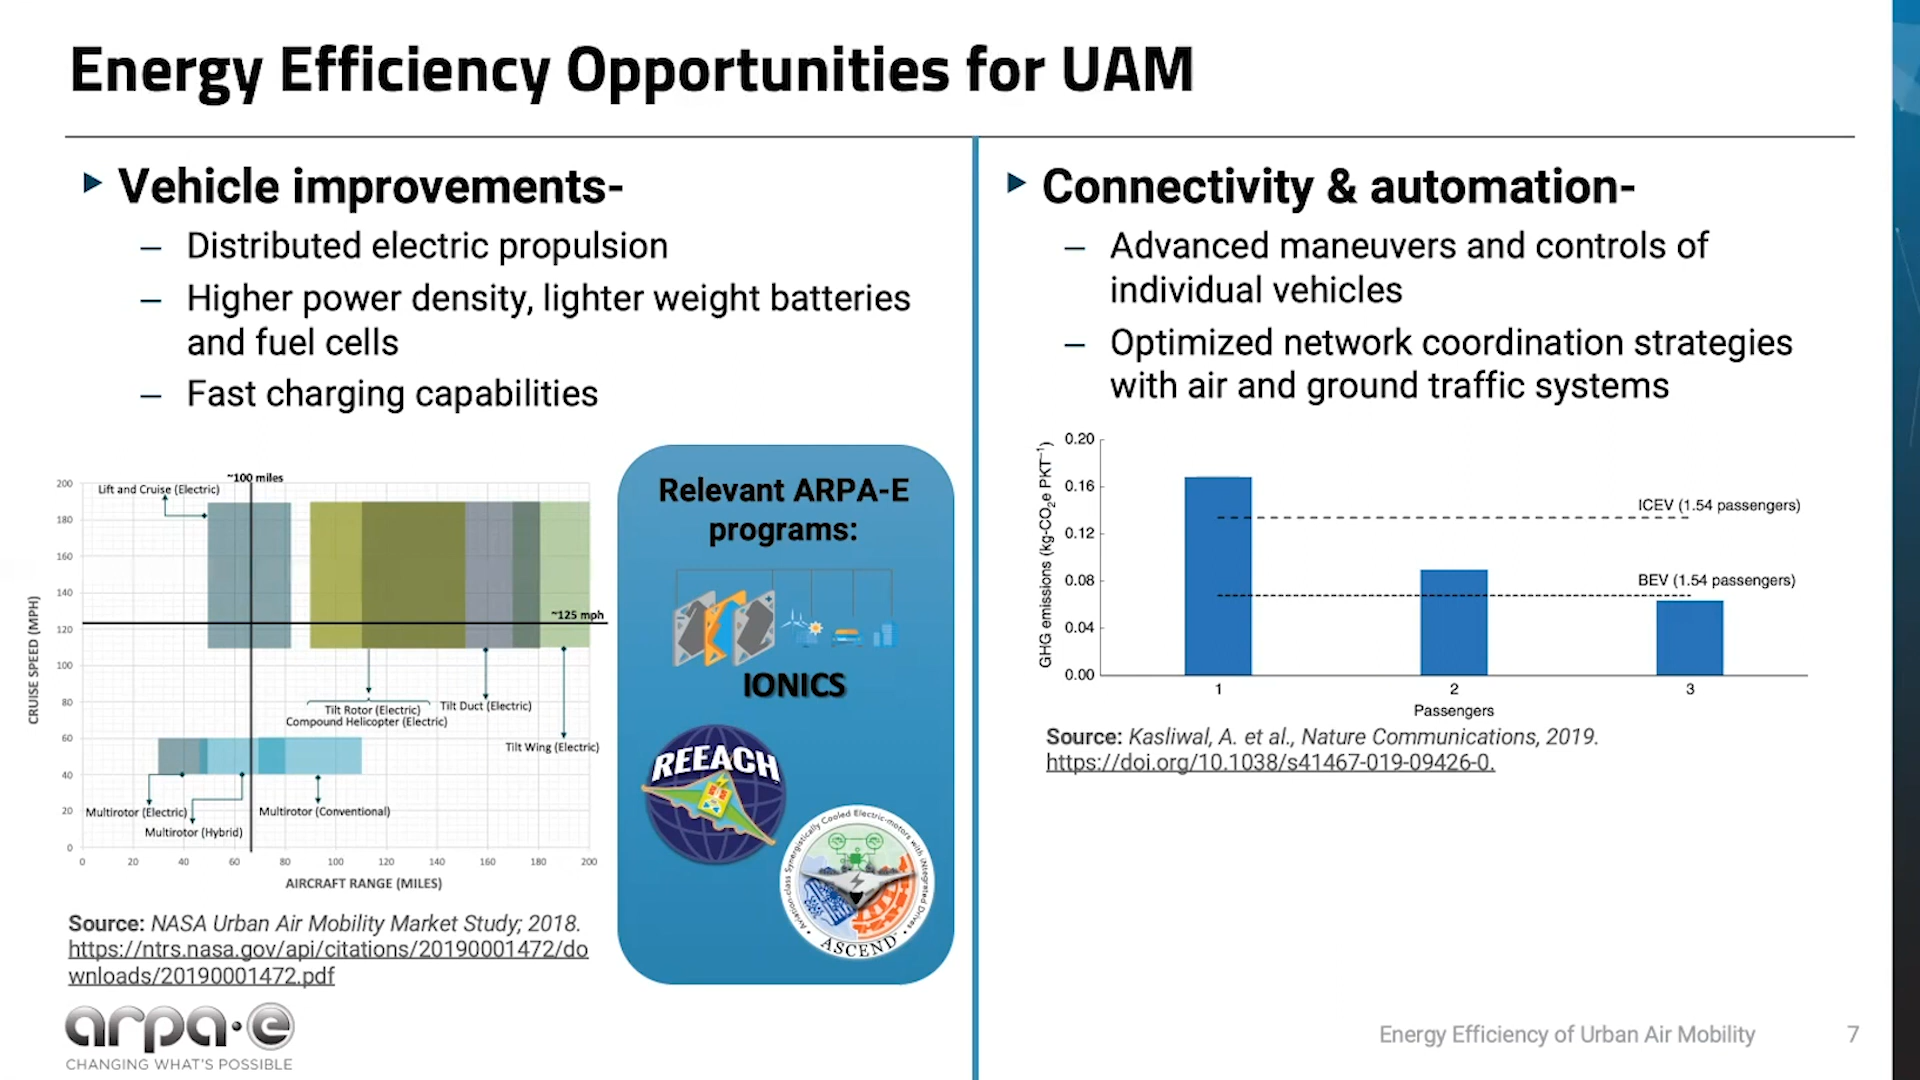 Energy Efficiency Opportunities for UAM
Vehicle improvements-
– Distributed electric propulsion
– Higher power density, lighter weight batteries
and fuel cells
– Fast charging capabilities
~100 miles
Lift and Cruise (Electric)
~125 mph
Tilt Rotor (Electric)
Compound Helicopter (Electric)
Tilt Duct (Electric)
Tilt Wing (Electric)
Multirotor (Electric)
Multirotor (Hybrid)
Multirotor (Conventional)
CRUISE SPEED (MPH)
200
180
160
140
120
100
80
60
40
20
0
0 20 40 60 80 100 120 140 160 180 200
AIRCRAFT RANGE (MILES)
Source: NASA Urban Air Mobility Market Study; 2018.
https://ntrs.nasa.gov/api/citations/20190001472/do
wnloads/20190001472.pdf
Relevant ARPA-E
programs:
IONICS
REEACH
Aviation-class Synergistically Cooled Electric-motors with iNtegrated Drives
ASCEND
Connectivity & automation-
– Advanced maneuvers and controls of
individual vehicles
– Optimized network coordination strategies
with air and ground traffic systems
GHG emissions (kg-CO₂e PKT⁻¹)
0.20
0.16
0.12
0.08
0.04
0.00
ICEV (1.54 passengers)
BEV (1.54 passengers)
1 2 3
Passengers
Source: Kasliwal, A. et al., Nature Communications, 2019.
https://doi.org/10.1038/s41467-019-09426-0.
arpa·e
CHANGING WHAT'S POSSIBLE
Energy Efficiency of Urban Air Mobility 7